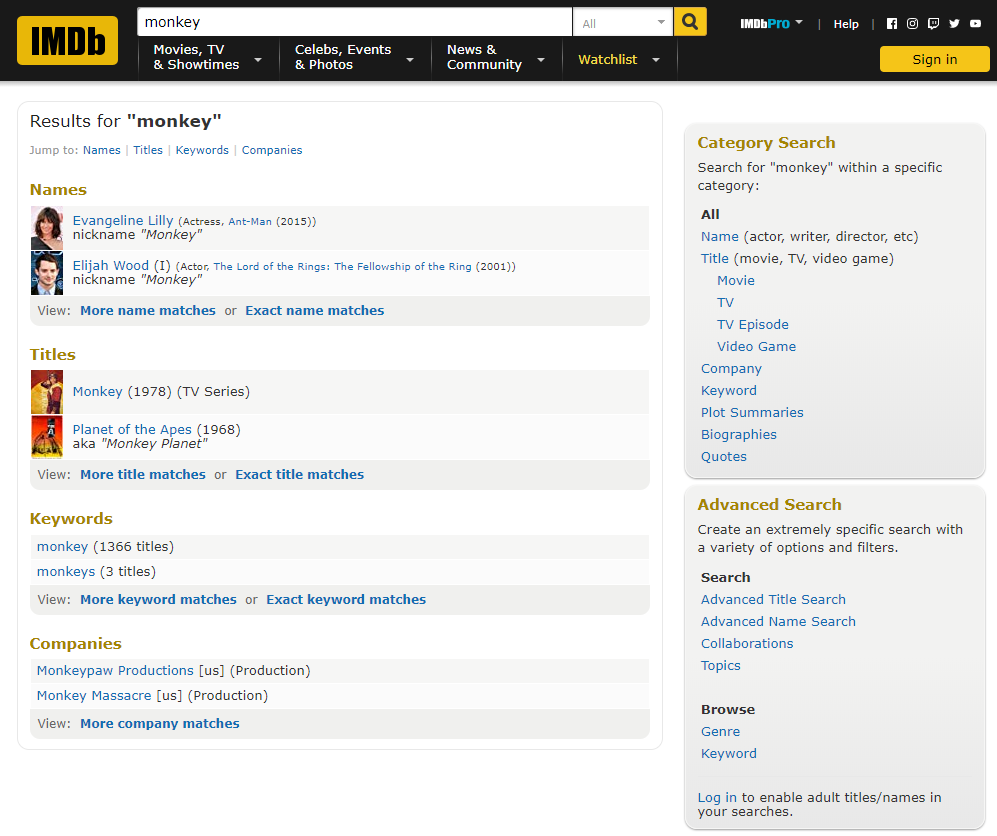 IMDb
monkey
All
IMDbPro | Help |
Movies, TV
& Showtimes
Celebs, Events
& Photos
News &
Community
Watchlist
Sign in
Results for "monkey"
Jump to: Names | Titles | Keywords | Companies
Names
Evangeline Lilly (Actress, Ant-Man (2015))
nickname "Monkey"
Elijah Wood (I) (Actor, The Lord of the Rings: The Fellowship of the Ring (2001))
nickname "Monkey"
View: More name matches or Exact name matches
Titles
Monkey (1978) (TV Series)
Planet of the Apes (1968)
aka "Monkey Planet"
View: More title matches or Exact title matches
Keywords
monkey (1366 titles)
monkeys (3 titles)
View: More keyword matches or Exact keyword matches
Companies
Monkeypaw Productions [us] (Production)
Monkey Massacre [us] (Production)
View: More company matches
Category Search
Search for "monkey" within a specific
category:
All
Name (actor, writer, director, etc)
Title (movie, TV, video game)
Movie
TV
TV Episode
Video Game
Company
Keyword
Plot Summaries
Biographies
Quotes
Advanced Search
Create an extremely specific search with
a variety of options and filters.
Search
Advanced Title Search
Advanced Name Search
Collaborations
Topics
Browse
Genre
Keyword
Log in to enable adult titles/names in
your searches.